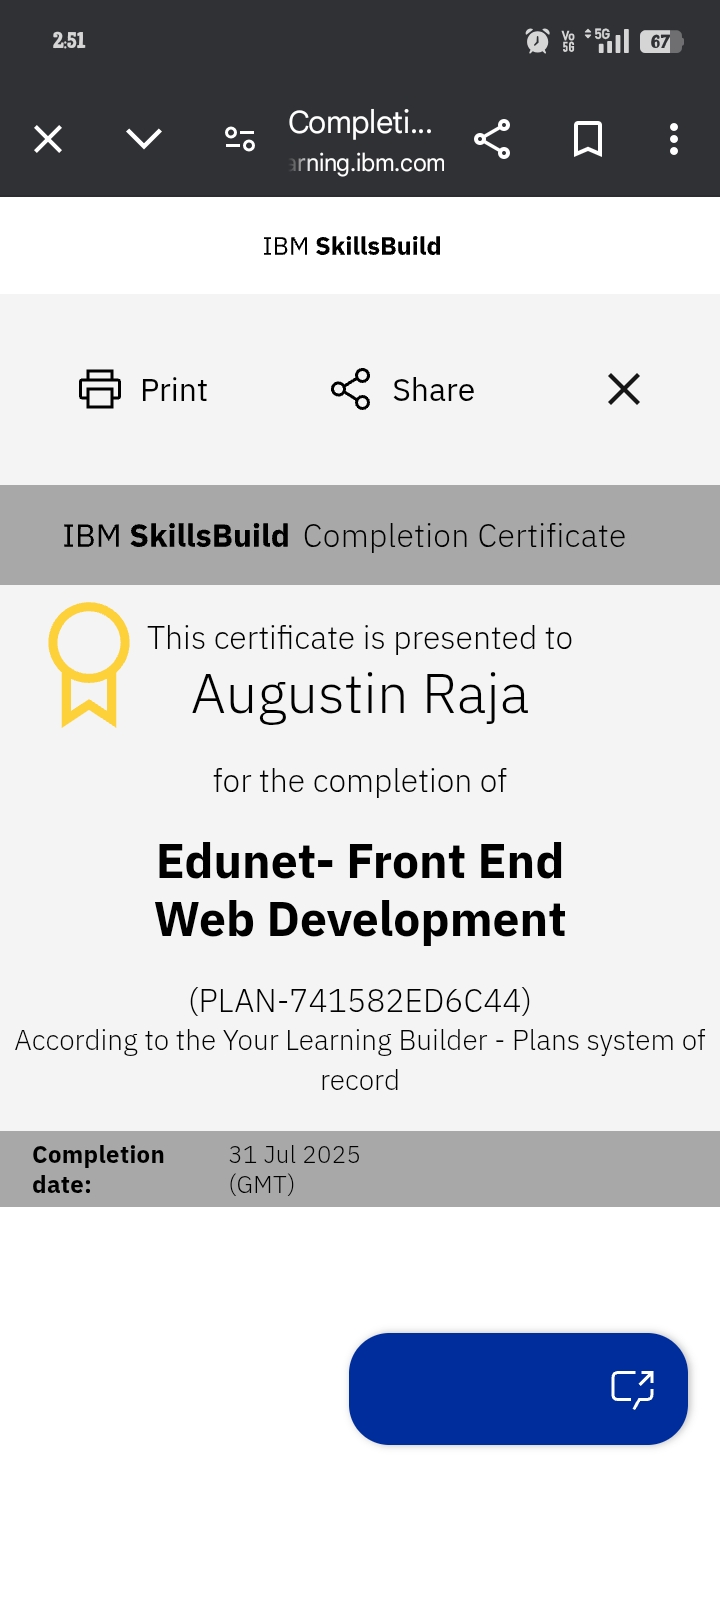 2:51
Vo 5G
5G
67
Completi...
arning.ibm.com
IBM SkillsBuild
Print
Share
IBM SkillsBuild Completion Certificate
This certificate is presented to
Augustin Raja
for the completion of
Edunet- Front End
Web Development
(PLAN-741582ED6C44)
According to the Your Learning Builder - Plans system of
record
Completion
date:
31 Jul 2025
(GMT)